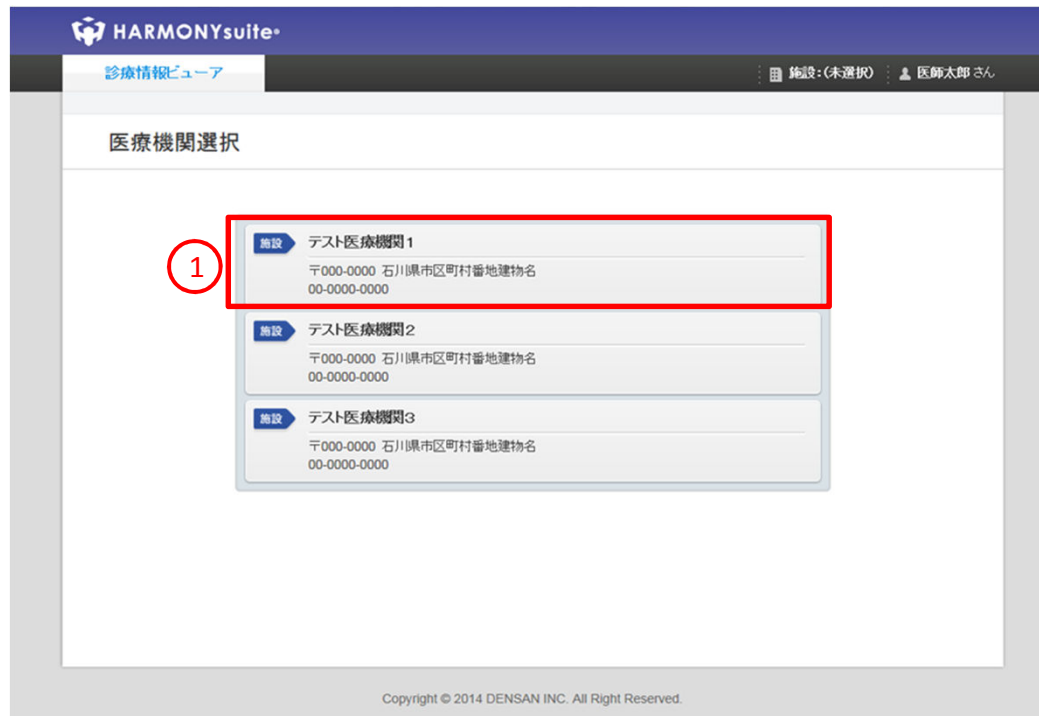 HARMONYsuite®
診療情報ビューア
施設:(未選択)
医師太郎 さん
医療機関選択
1
施設 テスト医療機関1
〒000-0000 石川県市区町村番地建物名
00-0000-0000
施設 テスト医療機関2
〒000-0000 石川県市区町村番地建物名
00-0000-0000
施設 テスト医療機関3
〒000-0000 石川県市区町村番地建物名
00-0000-0000
Copyright © 2014 DENSAN INC. All Right Reserved.